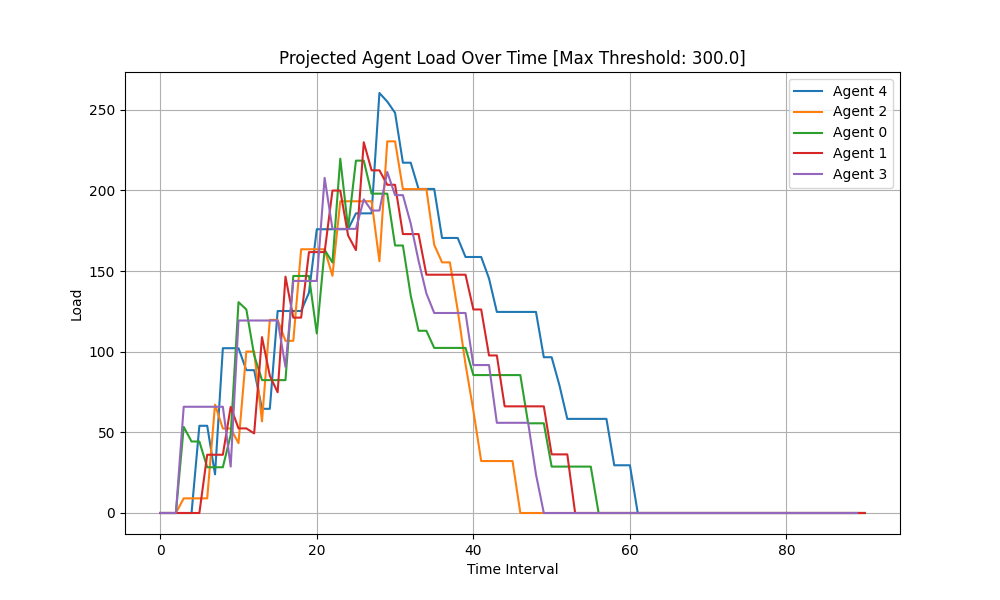 Projected Agent Load Over Time [Max Threshold: 300.0]
Agent 4
Agent 2
Agent 0
Agent 1
Agent 3
250
200
150
100
50
0
Load
0 20 40 60 80
Time Interval